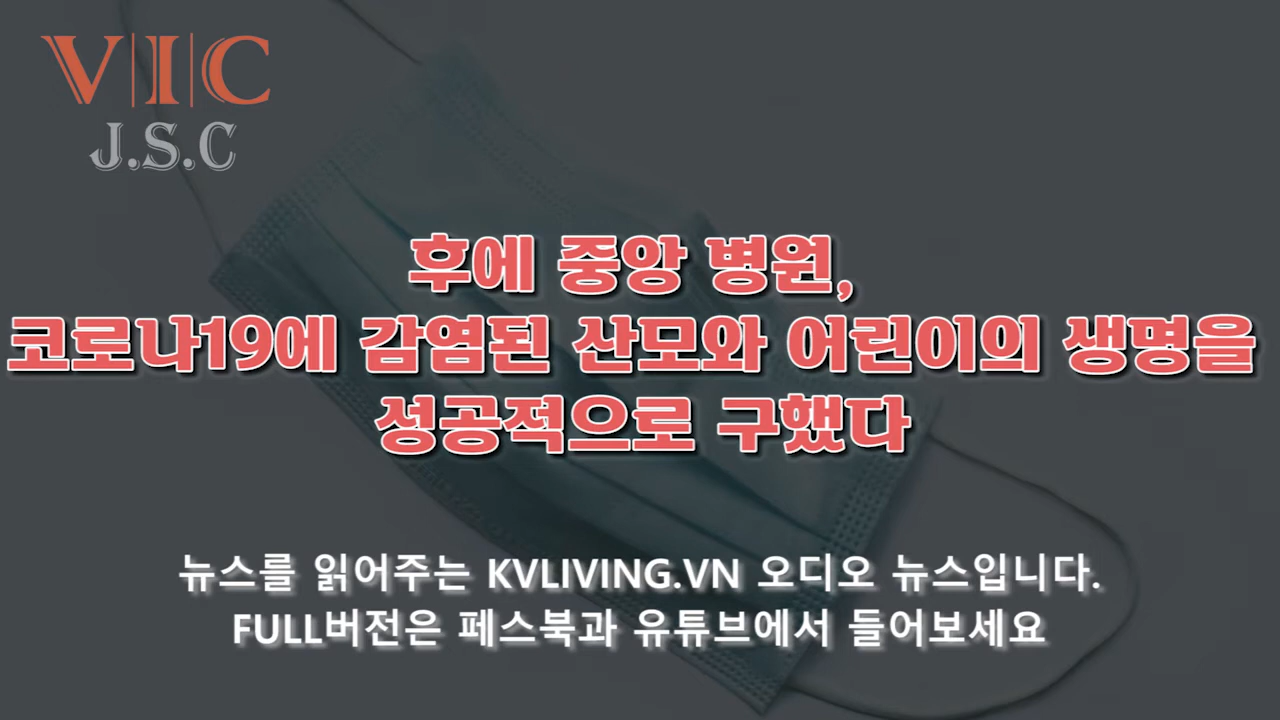 VIC
J.S.C
후에 중앙 병원,
코로나19에 감염된 산모와 어린이의 생명을
성공적으로 구했다
뉴스를 읽어주는 KVLIVING.VN 오디오 뉴스입니다.
FULL버전은 페스북과 유튜브에서 들어보세요